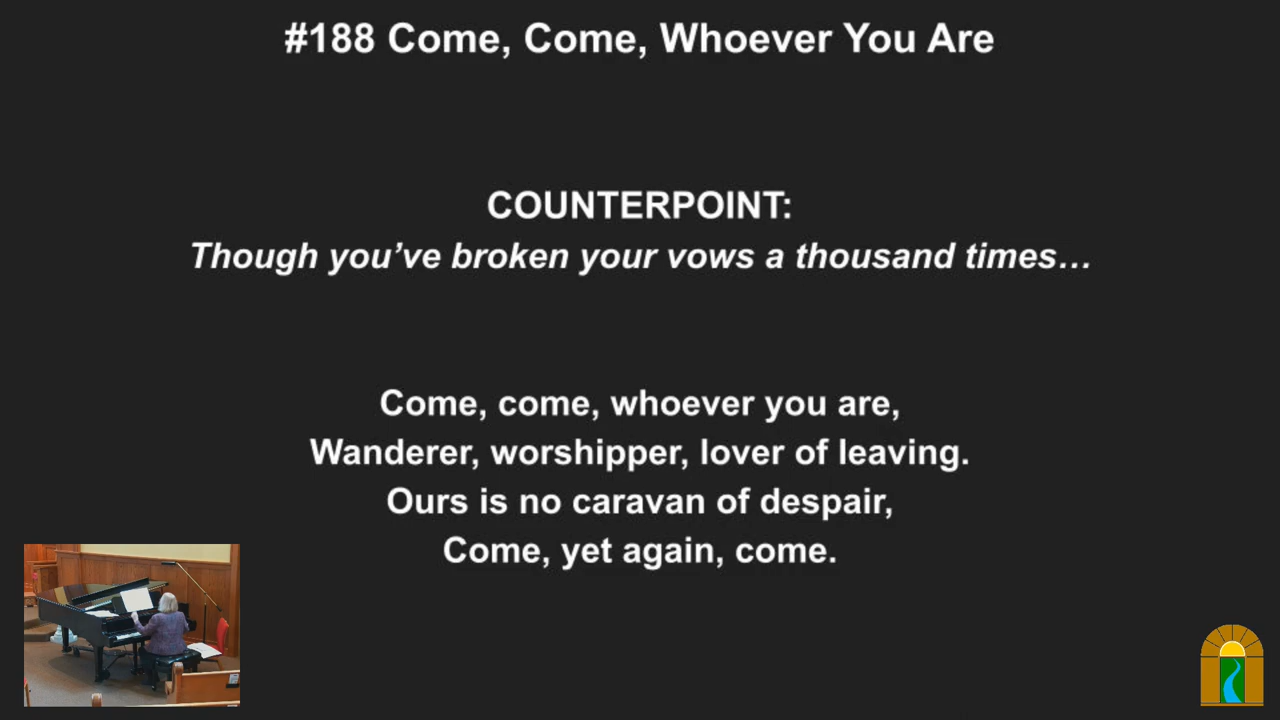 #188 Come, Come, Whoever You Are
COUNTERPOINT:
Though you’ve broken your vows a thousand times…
Come, come, whoever you are,
Wanderer, worshipper, lover of leaving.
Ours is no caravan of despair,
Come, yet again, come.